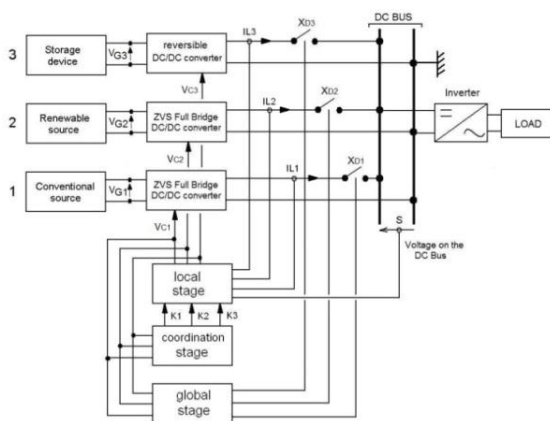 DC BUS
3
Storage
device
VG3
reversible
DC/DC converter
IL3
XD3
VC3
2
Renewable
source
VG2
ZVS Full Bridge
DC/DC converter
IL2
XD2
Inverter
LOAD
VC2
1
Conventional
source
VG1
ZVS Full Bridge
DC/DC converter
IL1
XD1
VC1
S
Voltage on the
DC Bus
local
stage
K1 K2 K3
coordination
stage
global
stage